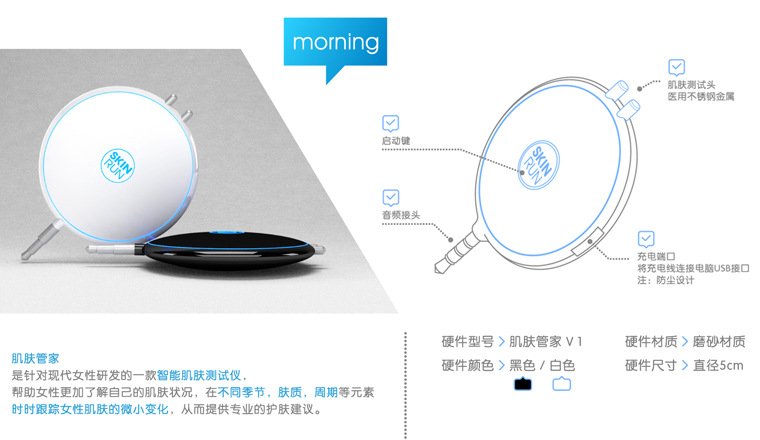 morning
SKIN
RUN
肌肤测试头
医用不锈钢金属
启动键
SKIN
RUN
音频接头
充电端口
将充电线连接电脑USB接口
注：防尘设计
肌肤管家
是针对现代女性研发的一款智能肌肤测试仪，
帮助女性更加了解自己的肌肤状况，在不同季节，肤质，周期等元素
时时跟踪女性肌肤的微小变化，从而提供专业的护肤建议。
硬件型号 > 肌肤管家 V1
硬件材质 > 磨砂材质
硬件颜色 > 黑色 / 白色
硬件尺寸 > 直径5cm